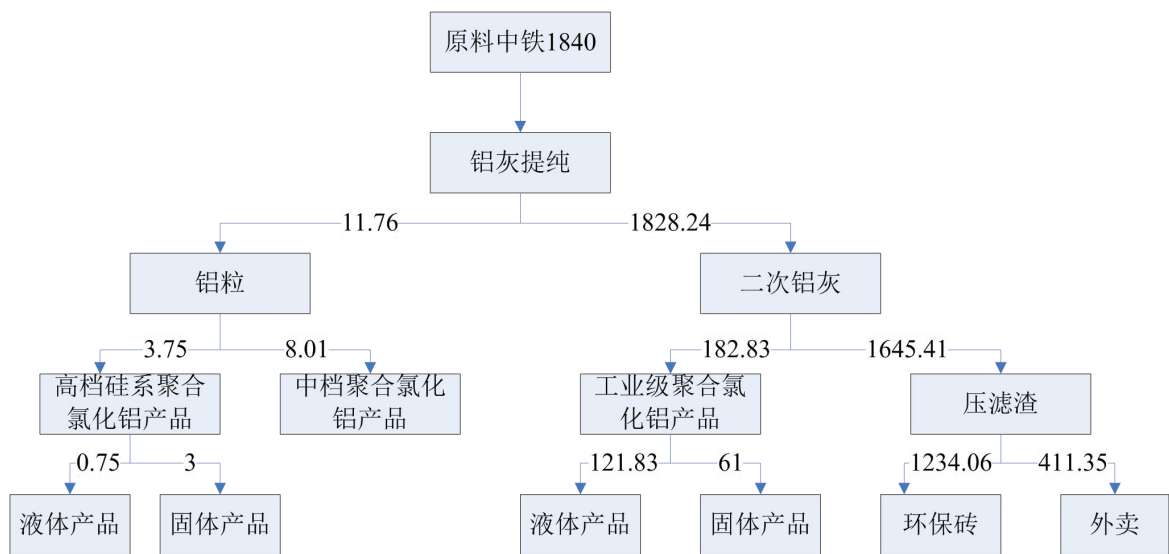 原料中铁1840
铝灰提纯
11.76
1828.24
铝粒
二次铝灰
3.75
8.01
182.83
1645.41
高档硅系聚合
氯化铝产品
中档聚合氯化
铝产品
工业级聚合氯
化铝产品
压滤渣
0.75
3
121.83
61
1234.06
411.35
液体产品
固体产品
液体产品
固体产品
环保砖
外卖